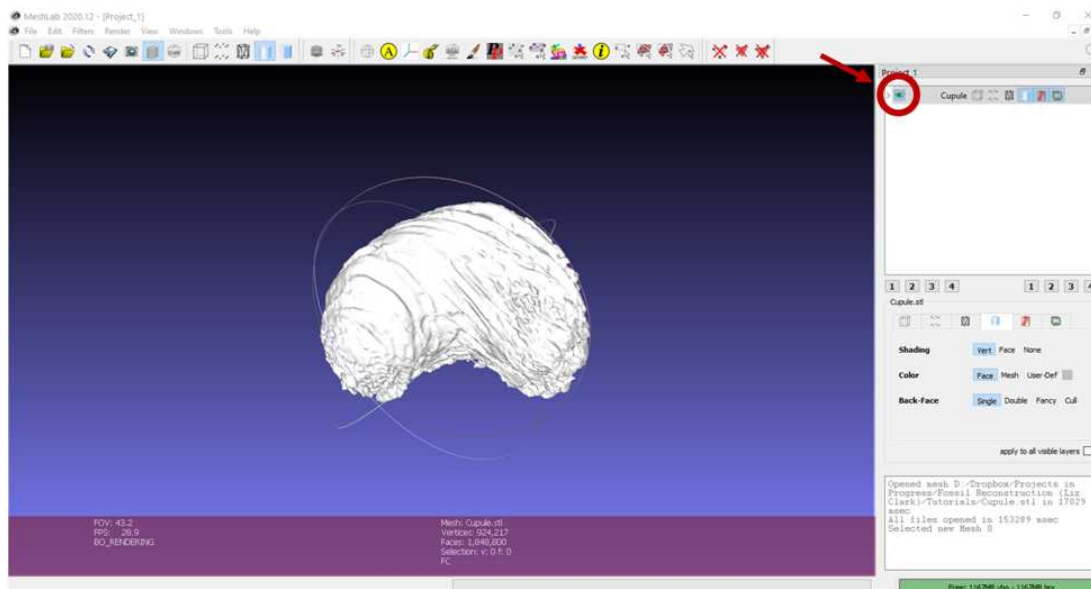 MeshLab 2020.12 - [Project_1]
File Edit Filters Render View Windows Tools Help
Project_1
Cupule
1 2 3 4 1 2 3 4
Cupule.stl
Shading Vert Face None
Color Face Mesh User-Def
Back-Face Single Double Fancy Cull
apply to all visible layers
Opened mesh D:/Dropbox/Projects in
Progress/Fossil Reconstruction (Liz
Clark)/Tutorials/Cupule.stl in 17029
msec
All files opened in 153289 msec
Selected new Mesh 0
FOV: 43.2
FPS: 28.9
BO_RENDERING
Mesh: Cupule.stl
Vertices: 924,217
Faces: 1,848,800
Selection: v: 0 f: 0
FC